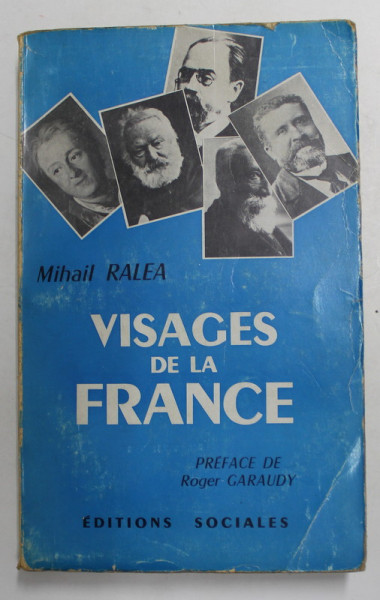 Mihail RALEA
VISAGES
DE LA
FRANCE
PRÉFACE DE
Roger GARAUDY
ÉDITIONS SOCIALES